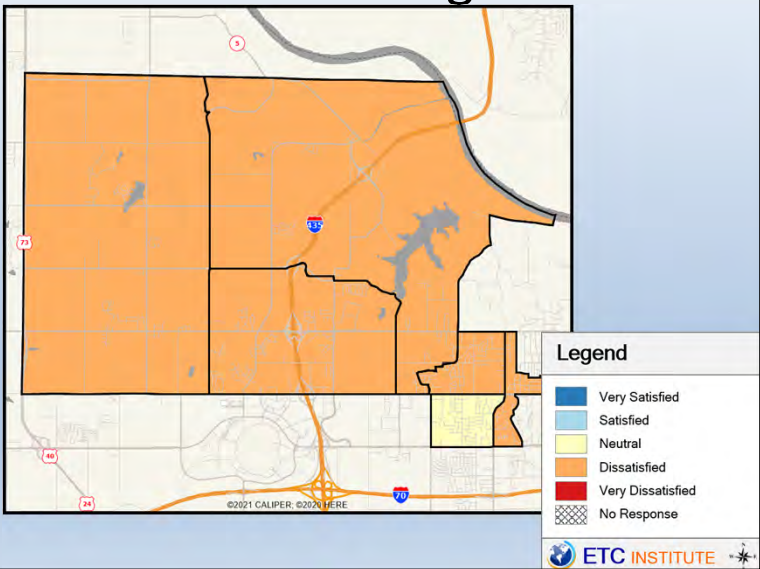 5
435
73
40
24
70
©2021 CALIPER; ©2020 HERE
Legend
Very Satisfied
Satisfied
Neutral
Dissatisfied
Very Dissatisfied
No Response
ETC INSTITUTE